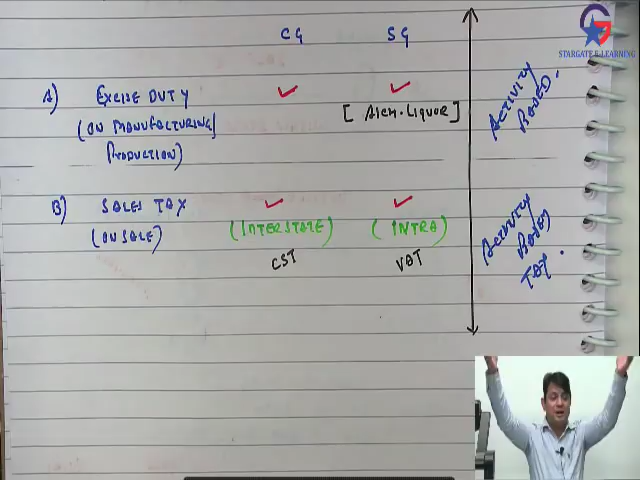 STARGATE E-LEARNING
CG SG
A) EXCISE DUTY
(ON MANUFACTURING/
PRODUCTION)
[ Alch. LIQUOR ]
ACTIVITY
BASED.
B) SALES TAX
(ON SALE)
(INTERSTATE) (INTRA)
CST VAT
ACTIVITY
BASED
TAX.